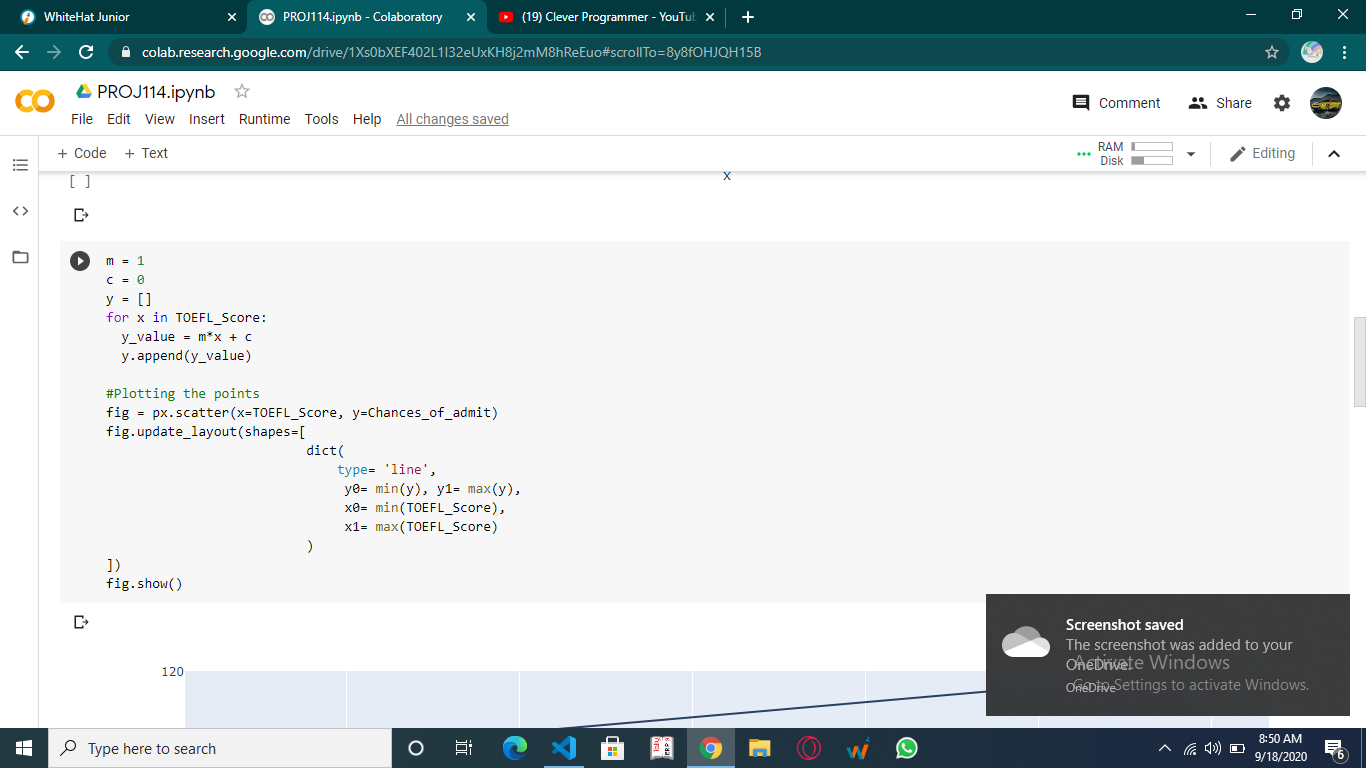 WhiteHat Junior
PROJ114.ipynb - Colaboratory
(19) Clever Programmer - YouTub
colab.research.google.com/drive/1Xs0bXEF402L1I32eUxKH8j2mM8hReEuo#scrollTo=8y8fOHJQH15B
PROJ114.ipynb
Comment
Share
File Edit View Insert Runtime Tools Help All changes saved
+ Code + Text
RAM
Disk
Editing
[ ]
x
m = 1
c = 0
y = []
for x in TOEFL_Score:
  y_value = m*x + c
  y.append(y_value)
#Plotting the points
fig = px.scatter(x=TOEFL_Score, y=Chances_of_admit)
fig.update_layout(shapes=[
                          dict(
                              type= 'line',
                               y0= min(y), y1= max(y),
                               x0= min(TOEFL_Score),
                               x1= max(TOEFL_Score)
                          )
])
fig.show()
120
Screenshot saved
The screenshot was added to your
OneDrive.
OneDrive
Activate Windows
Go to Settings to activate Windows.
Type here to search
8:50 AM
9/18/2020
6